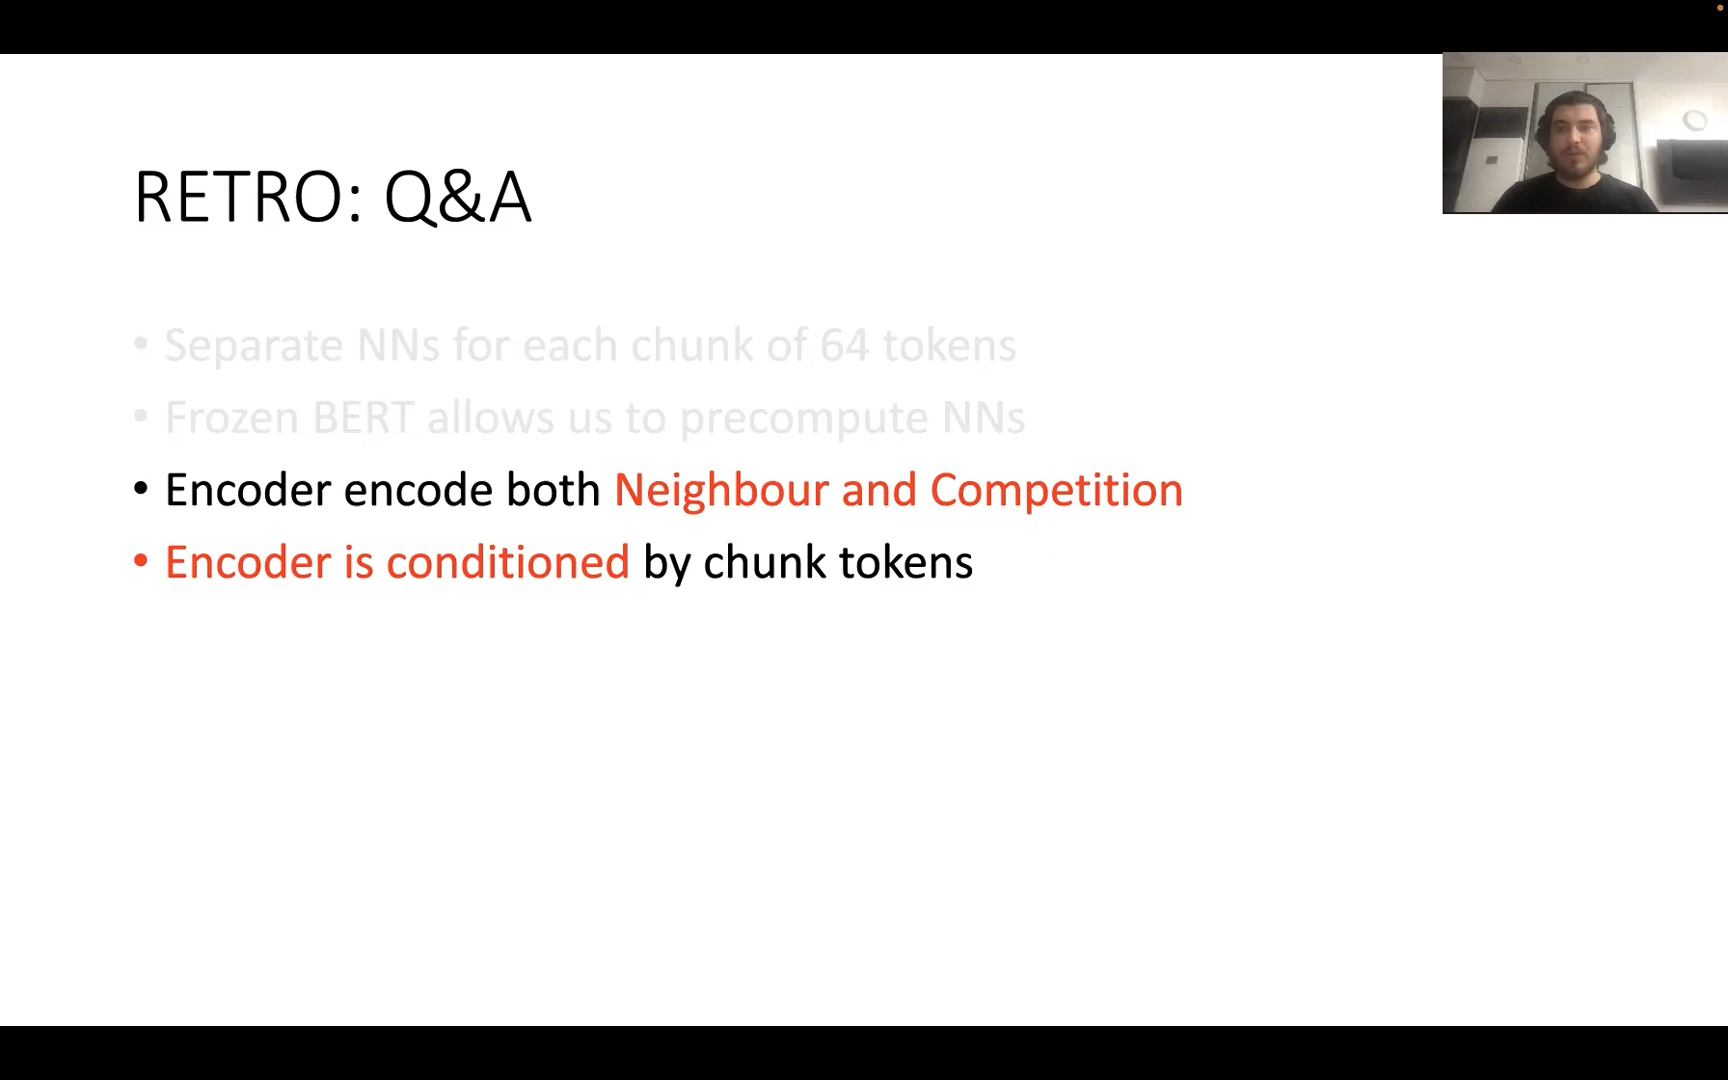 RETRO: Q&A
• Separate NNs for each chunk of 64 tokens
• Frozen BERT allows us to precompute NNs
• Encoder encode both Neighbour and Competition
• Encoder is conditioned by chunk tokens